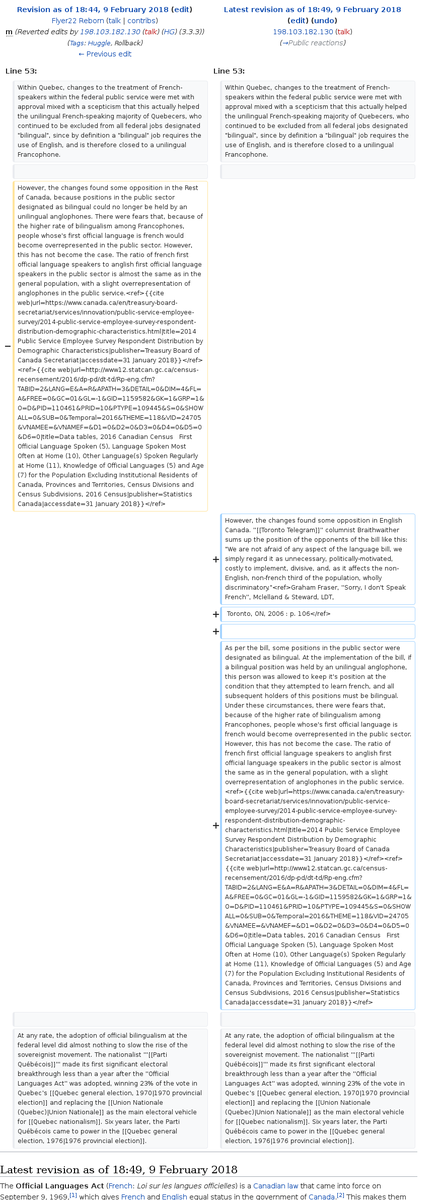 Revision as of 18:44, 9 February 2018 (edit)
Flyer22 Reborn (talk | contribs)
m (Reverted edits by 198.103.182.130 (talk) (HG) (3.3.3))
(Tags: Huggle, Rollback)
← Previous edit
Latest revision as of 18:49, 9 February 2018
(edit) (undo)
198.103.182.130 (talk)
(→Public reactions)
Line 53:
Line 53:
Within Quebec, changes to the treatment of French-
speakers within the federal public service were met with
approval mixed with a scepticism that this actually helped
the unilingual French-speaking majority of Quebecers, who
continued to be excluded from all federal jobs designated
"bilingual", since by definition a "bilingual" job requires the
use of English, and is therefore closed to a unilingual
Francophone.
Within Quebec, changes to the treatment of French-
speakers within the federal public service were met with
approval mixed with a scepticism that this actually helped
the unilingual French-speaking majority of Quebecers, who
continued to be excluded from all federal jobs designated
"bilingual", since by definition a "bilingual" job requires the
use of English, and is therefore closed to a unilingual
Francophone.
−
However, the changes found some opposition in the Rest
of Canada, because positions in the public sector
designated as bilingual could no longer be held by an
unilingual anglophones. There were fears that, because of
the higher rate of bilingualism among Francophones,
people whose's first official language is french would
become overrepresented in the public sector. However,
this has not become the case. The ratio of french first
official language speakers to anglish first official language
speakers in the public sector is almost the same as in the
general population, with a slight overrepresentation of
anglophones in the public service.<ref>{{cite
web|url=https://www.canada.ca/en/treasury-board-
secretariat/services/innovation/public-service-employee-
survey/2014-public-service-employee-survey-respondent-
distribution-demographic-characteristics.html|title=2014
Public Service Employee Survey Respondent Distribution by
Demographic Characteristics|publisher=Treasury Board of
Canada Secretariat|accessdate=31 January 2018}}</ref>
<ref>{{cite web|url=http://www12.statcan.gc.ca/census-
recensement/2016/dp-pd/dt-td/Rp-eng.cfm?
TABID=2&LANG=E&A=R&APATH=3&DETAIL=0&DIM=4&FL=
A&FREE=0&GC=01&GL=-1&GID=1159582&GK=1&GRP=1&
O=D&PID=110461&PRID=10&PTYPE=109445&S=0&SHOW
ALL=0&SUB=0&Temporal=2016&THEME=118&VID=24705
&VNAMEE=&VNAMEF=&D1=0&D2=0&D3=0&D4=0&D5=0
&D6=0|title=Data tables, 2016 Canadian Census   First
Official Language Spoken (5), Language Spoken Most
Often at Home (10), Other Language(s) Spoken Regularly
at Home (11), Knowledge of Official Languages (5) and Age
(7) for the Population Excluding Institutional Residents of
Canada, Provinces and Territories, Census Divisions and
Census Subdivisions, 2016 Census|publisher=Statistics
Canada|accessdate=31 January 2018}}</ref>
+
However, the changes found some opposition in English
Canada. ''[[Toronto Telegram]]'' columnist Braithwaithe
sums up the position of the opponents of the bill like this:
"We are not afraid of any aspect of the language bill, we
simply regard it as unnecessary, politically-motivated,
costly to implement, divisive, and, as it affects the non-
English, non-french third of the population, wholly
discriminatory."<ref>Graham Fraser, "Sorry, I don't Speak
French", Mclelland & Steward, LDT,
+
Toronto, ON, 2006 : p. 106</ref>
+
+
As per the bill, some positions in the public sector were
designated as bilingual. At the implementation of the bill, if
a bilingual position was held by an unilingual anglophone,
this person was allowed to keep it's position at the
condition that they attempted to learn french, and all
subsequent holders of this positions must be bilingual.
Under these circumstances, there were fears that,
because of the higher rate of bilingualism among
Francophones, people whose's first official language is
french would become overrepresented in the public sector.
However, this has not become the case. The ratio of
french first official language speakers to anglish first
official language speakers in the public sector is almost
the same as in the general population, with a slight
overrepresentation of anglophones in the public service.
<ref>{{cite web|url=https://www.canada.ca/en/treasury-
board-secretariat/services/innovation/public-service-
employee-survey/2014-public-service-employee-survey-
respondent-distribution-demographic-
characteristics.html|title=2014 Public Service Employee
Survey Respondent Distribution by Demographic
Characteristics|publisher=Treasury Board of Canada
Secretariat|accessdate=31 January 2018}}</ref><ref>
{{cite web|url=http://www12.statcan.gc.ca/census-
recensement/2016/dp-pd/dt-td/Rp-eng.cfm?
TABID=2&LANG=E&A=R&APATH=3&DETAIL=0&DIM=4&FL=
A&FREE=0&GC=01&GL=-1&GID=1159582&GK=1&GRP=1&
O=D&PID=110461&PRID=10&PTYPE=109445&S=0&SHOW
ALL=0&SUB=0&Temporal=2016&THEME=118&VID=24705
&VNAMEE=&VNAMEF=&D1=0&D2=0&D3=0&D4=0&D5=0
&D6=0|title=Data tables, 2016 Canadian Census   First
Official Language Spoken (5), Language Spoken Most
Often at Home (10), Other Language(s) Spoken Regularly
at Home (11), Knowledge of Official Languages (5) and Age
(7) for the Population Excluding Institutional Residents of
Canada, Provinces and Territories, Census Divisions and
Census Subdivisions, 2016 Census|publisher=Statistics
Canada|accessdate=31 January 2018}}</ref>
At any rate, the adoption of official bilingualism at the
federal level did almost nothing to slow the rise of the
sovereignist movement. The nationalist '''[[Parti
Québécois]]''' made its first significant electoral
breakthrough less than a year after the ''Official
Languages Act'' was adopted, winning 23% of the vote in
Quebec's [[Quebec general election, 1970|1970 provincial
election]] and replacing the [[Union Nationale
(Quebec)|Union Nationale]] as the main electoral vehicle
for [[Quebec nationalism]]. Six years later, the Parti
Québécois came to power in the [[Quebec general
election, 1976|1976 provincial election]].
At any rate, the adoption of official bilingualism at the
federal level did almost nothing to slow the rise of the
sovereignist movement. The nationalist '''[[Parti
Québécois]]''' made its first significant electoral
breakthrough less than a year after the ''Official
Languages Act'' was adopted, winning 23% of the vote in
Quebec's [[Quebec general election, 1970|1970 provincial
election]] and replacing the [[Union Nationale
(Quebec)|Union Nationale]] as the main electoral vehicle
for [[Quebec nationalism]]. Six years later, the Parti
Québécois came to power in the [[Quebec general
election, 1976|1976 provincial election]].
Latest revision as of 18:49, 9 February 2018
The Official Languages Act (French: Loi sur les langues officielles) is a Canadian law that came into force on
September 9, 1969,[1] which gives French and English equal status in the government of Canada.[2] This makes them